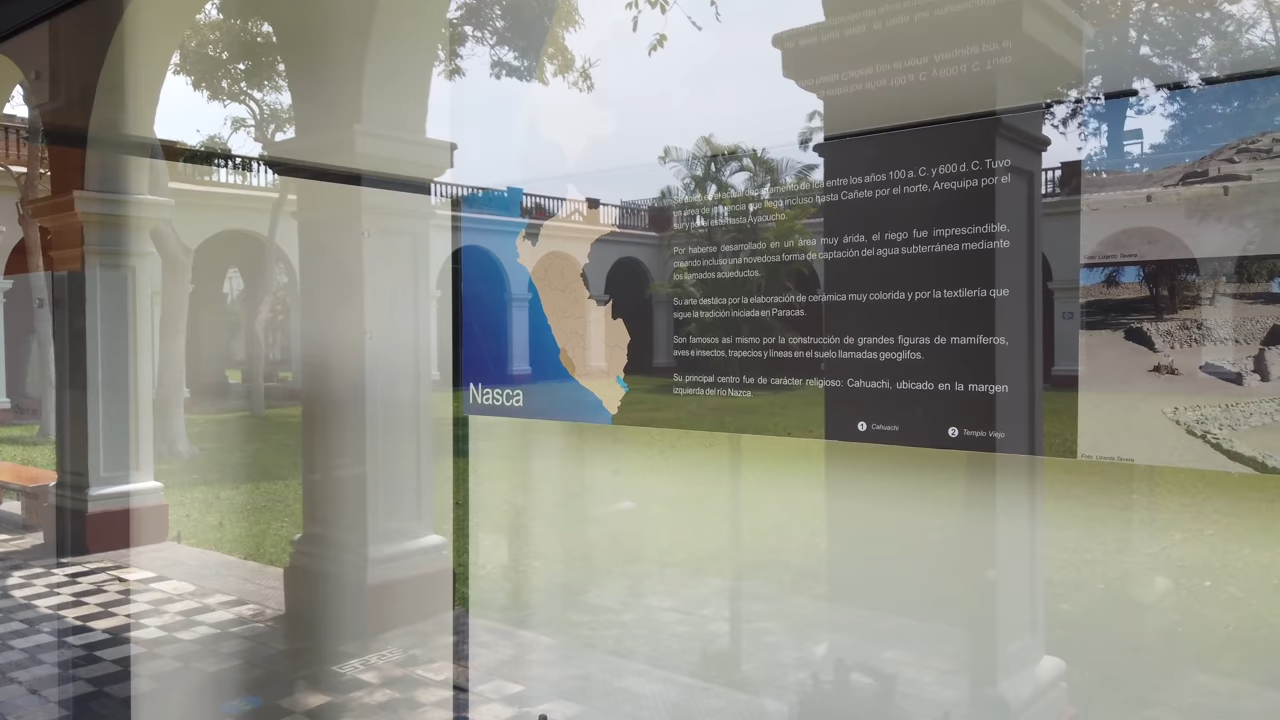 Se ubicó en el actual departamento de Ica entre los años 100 a. C. y 600 d. C. Tuvo
un área de influencia que llegó incluso hasta Cañete por el norte, Arequipa por el
sur y por el este hasta Ayacucho.
Por haberse desarrollado en un área muy árida, el riego fue imprescindible,
creando incluso una novedosa forma de captación del agua subterránea mediante
los llamados acueductos.
Su arte destaca por la elaboración de cerámica muy colorida y por la textilería que
sigue la tradición iniciada en Paracas.
Son famosos así mismo por la construcción de grandes figuras de mamíferos,
aves e insectos, trapecios y líneas en el suelo llamadas geoglifos.
Su principal centro fue de carácter religioso: Cahuachi, ubicado en la margen
izquierda del río Nazca.
Nasca
1 Cahuachi
2 Templo Viejo
Foto: Lizardo Tavera
Foto: Lizardo Tavera